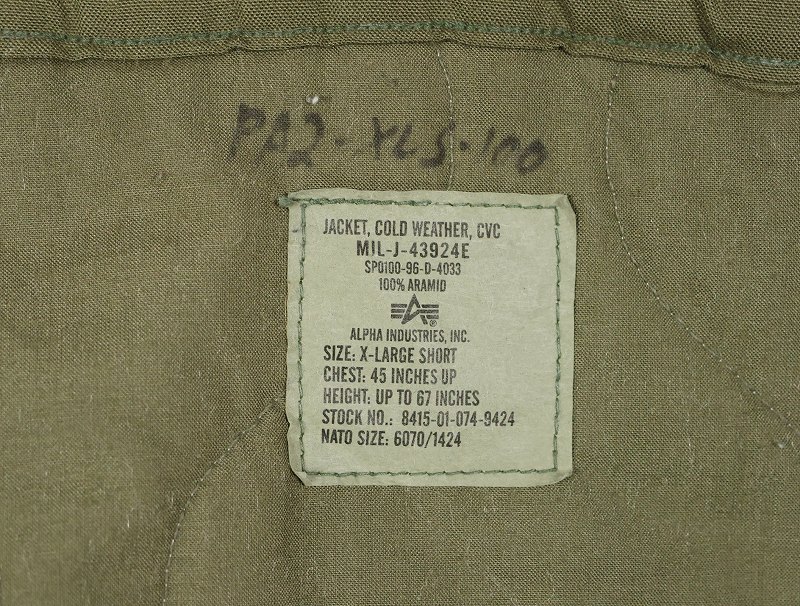 PA2-XLS-100
JACKET, COLD WEATHER, CVC
MIL-J-43924E
SPO100-96-D-4033
100% ARAMID
®
ALPHA INDUSTRIES, INC.
SIZE: X-LARGE SHORT
CHEST: 45 INCHES UP
HEIGHT: UP TO 67 INCHES
STOCK NO.: 8415-01-074-9424
NATO SIZE: 6070/1424